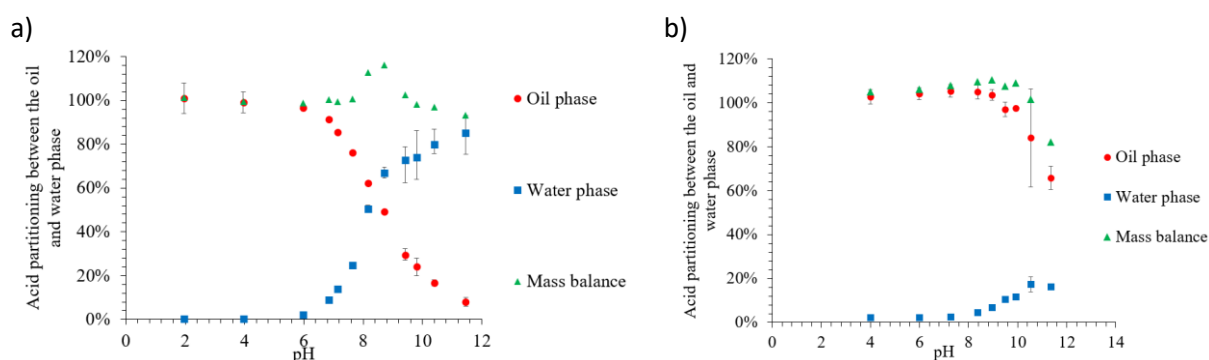 a)
Acid partitioning between the oil
and water phase
120%
100%
80%
60%
40%
20%
0%
0 2 4 6 8 10 12
pH
Oil phase
Water phase
Mass balance
b)
Acid partitioning between the oil and
water phase
120%
100%
80%
60%
40%
20%
0%
0 2 4 6 8 10 12 14
pH
Oil phase
Water phase
Mass balance